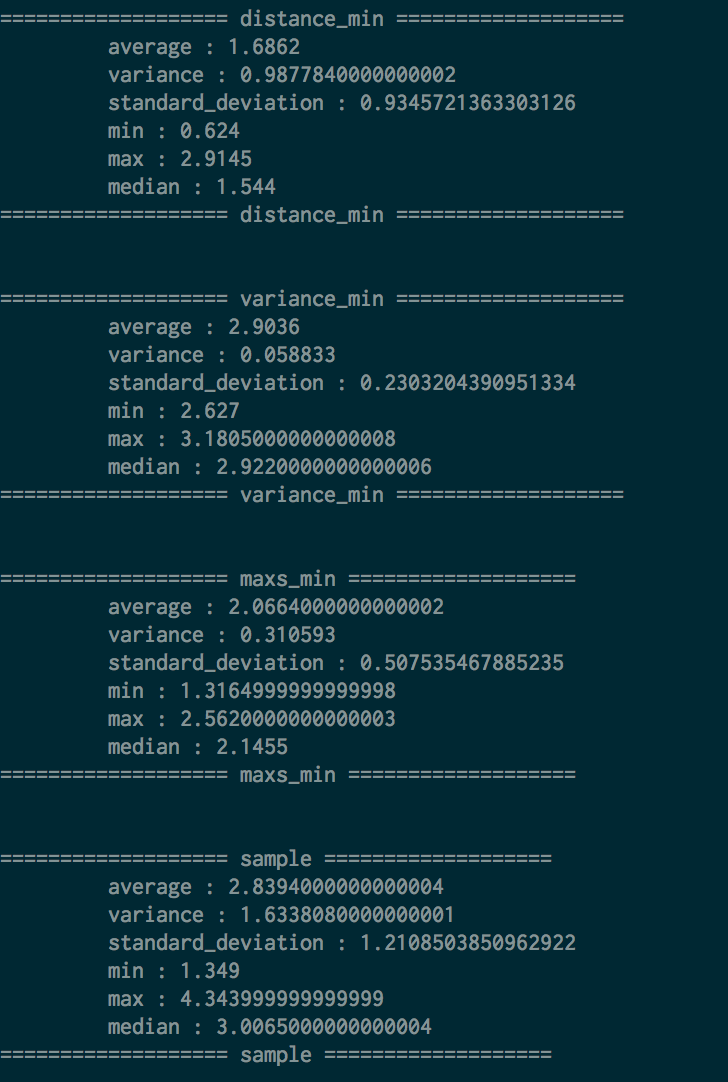 =================== distance_min ===================
average : 1.6862
variance : 0.9877840000000002
standard_deviation : 0.9345721363303126
min : 0.624
max : 2.9145
median : 1.544
=================== distance_min ===================
=================== variance_min ===================
average : 2.9036
variance : 0.058833
standard_deviation : 0.2303204390951334
min : 2.627
max : 3.1805000000000008
median : 2.9220000000000006
=================== variance_min ===================
=================== maxs_min ===================
average : 2.0664000000000002
variance : 0.310593
standard_deviation : 0.507535467885235
min : 1.3164999999999998
max : 2.5620000000000003
median : 2.1455
=================== maxs_min ===================
=================== sample ===================
average : 2.8394000000000004
variance : 1.6338080000000001
standard_deviation : 1.2108503850962922
min : 1.349
max : 4.343999999999999
median : 3.0065000000000004
=================== sample ===================